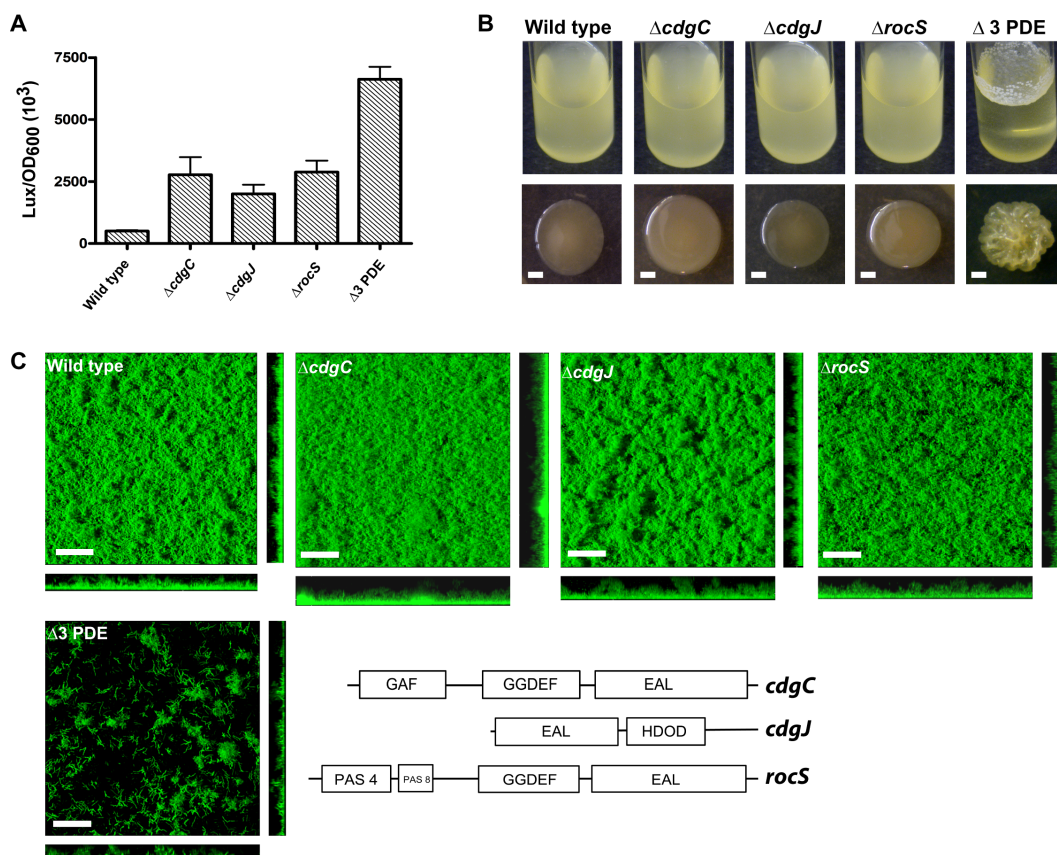 A
Lux/OD600 (10³)
7500
5000
2500
0
Wild type
ΔcdgC
ΔcdgJ
ΔrocS
Δ3 PDE
B
Wild type
ΔcdgC
ΔcdgJ
ΔrocS
Δ 3 PDE
C
Wild type
ΔcdgC
ΔcdgJ
ΔrocS
Δ3 PDE
GAF GGDEF EAL cdgC
EAL HDOD cdgJ
PAS 4 PAS 8 GGDEF EAL rocS